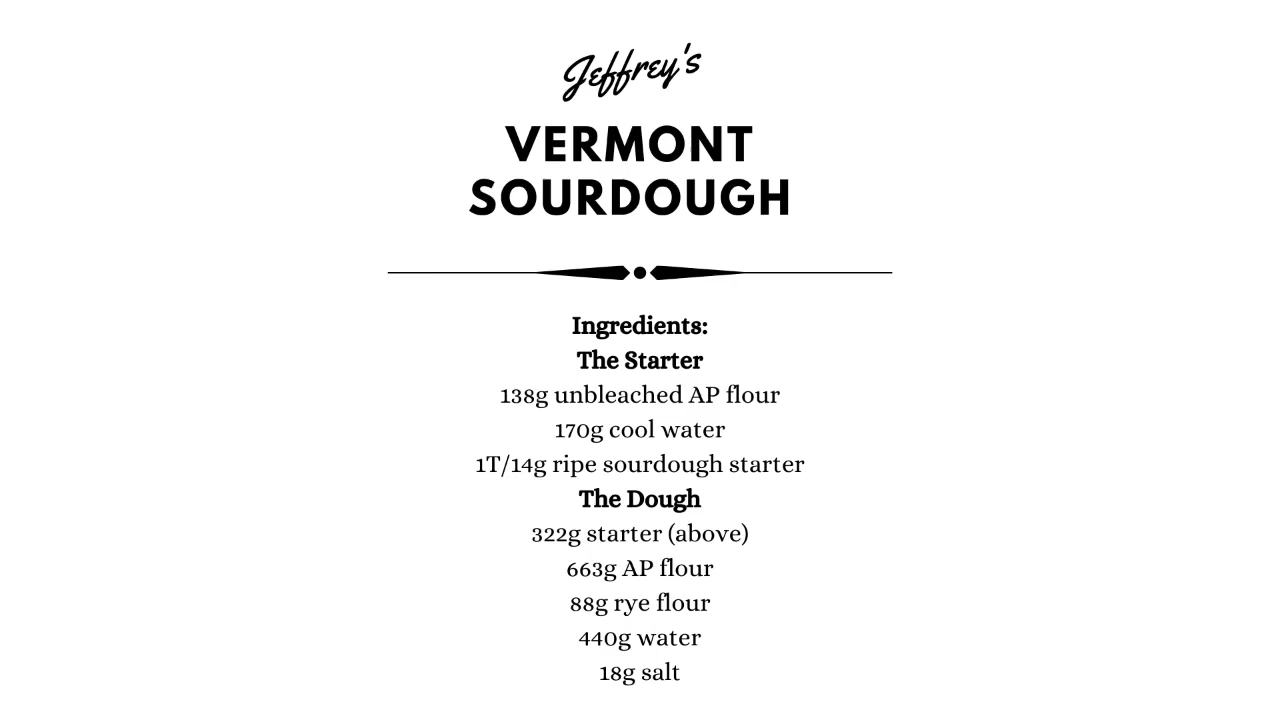 Jeffrey's
VERMONT
SOURDOUGH
Ingredients:
The Starter
138g unbleached AP flour
170g cool water
1T/14g ripe sourdough starter
The Dough
322g starter (above)
663g AP flour
88g rye flour
440g water
18g salt